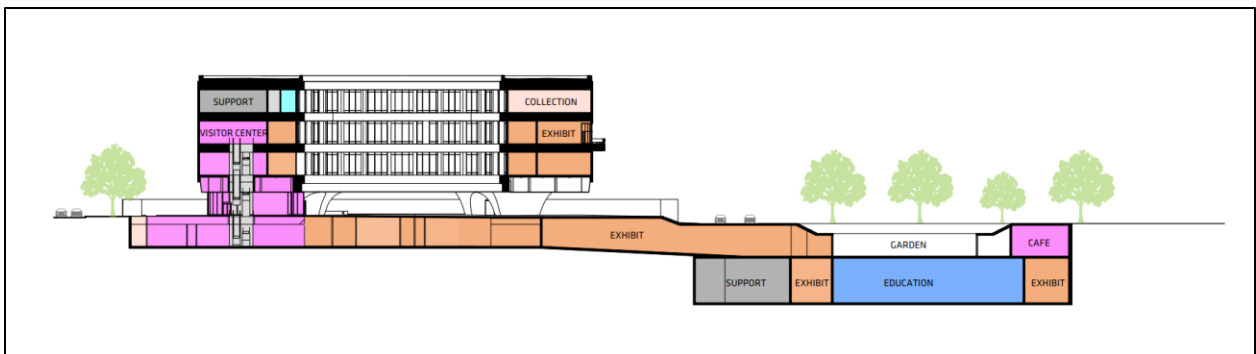 SUPPORT
COLLECTION
VISITOR CENTER
EXHIBIT
EXHIBIT
GARDEN
CAFE
SUPPORT
EXHIBIT
EDUCATION
EXHIBIT